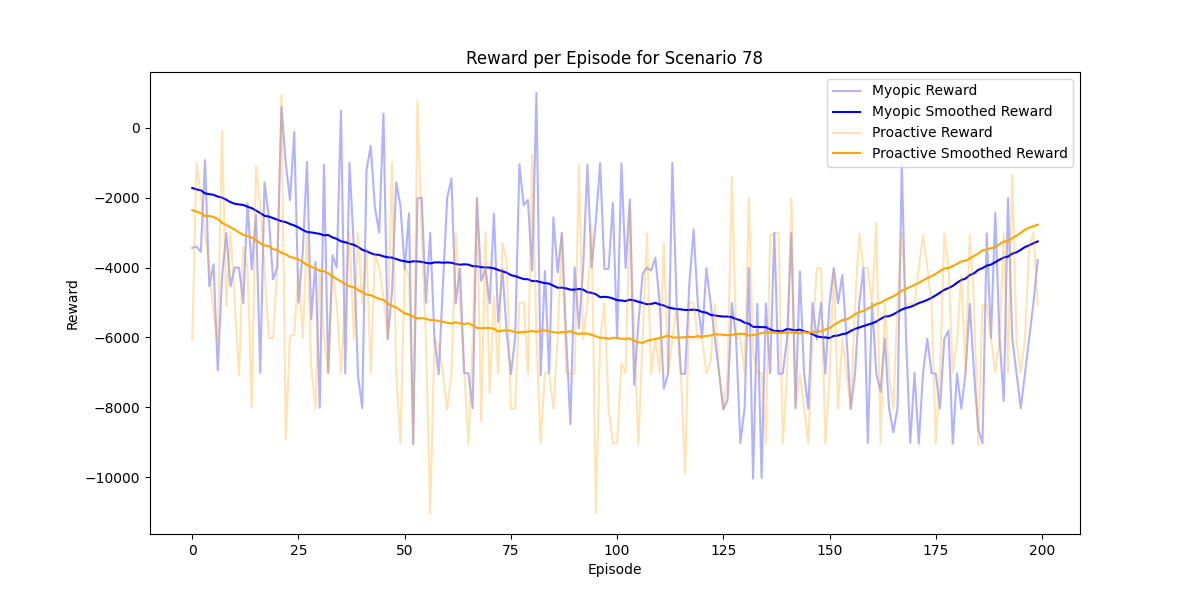 Reward per Episode for Scenario 78
Myopic Reward
Myopic Smoothed Reward
Proactive Reward
Proactive Smoothed Reward
Reward
0
−2000
−4000
−6000
−8000
−10000
0 25 50 75 100 125 150 175 200
Episode